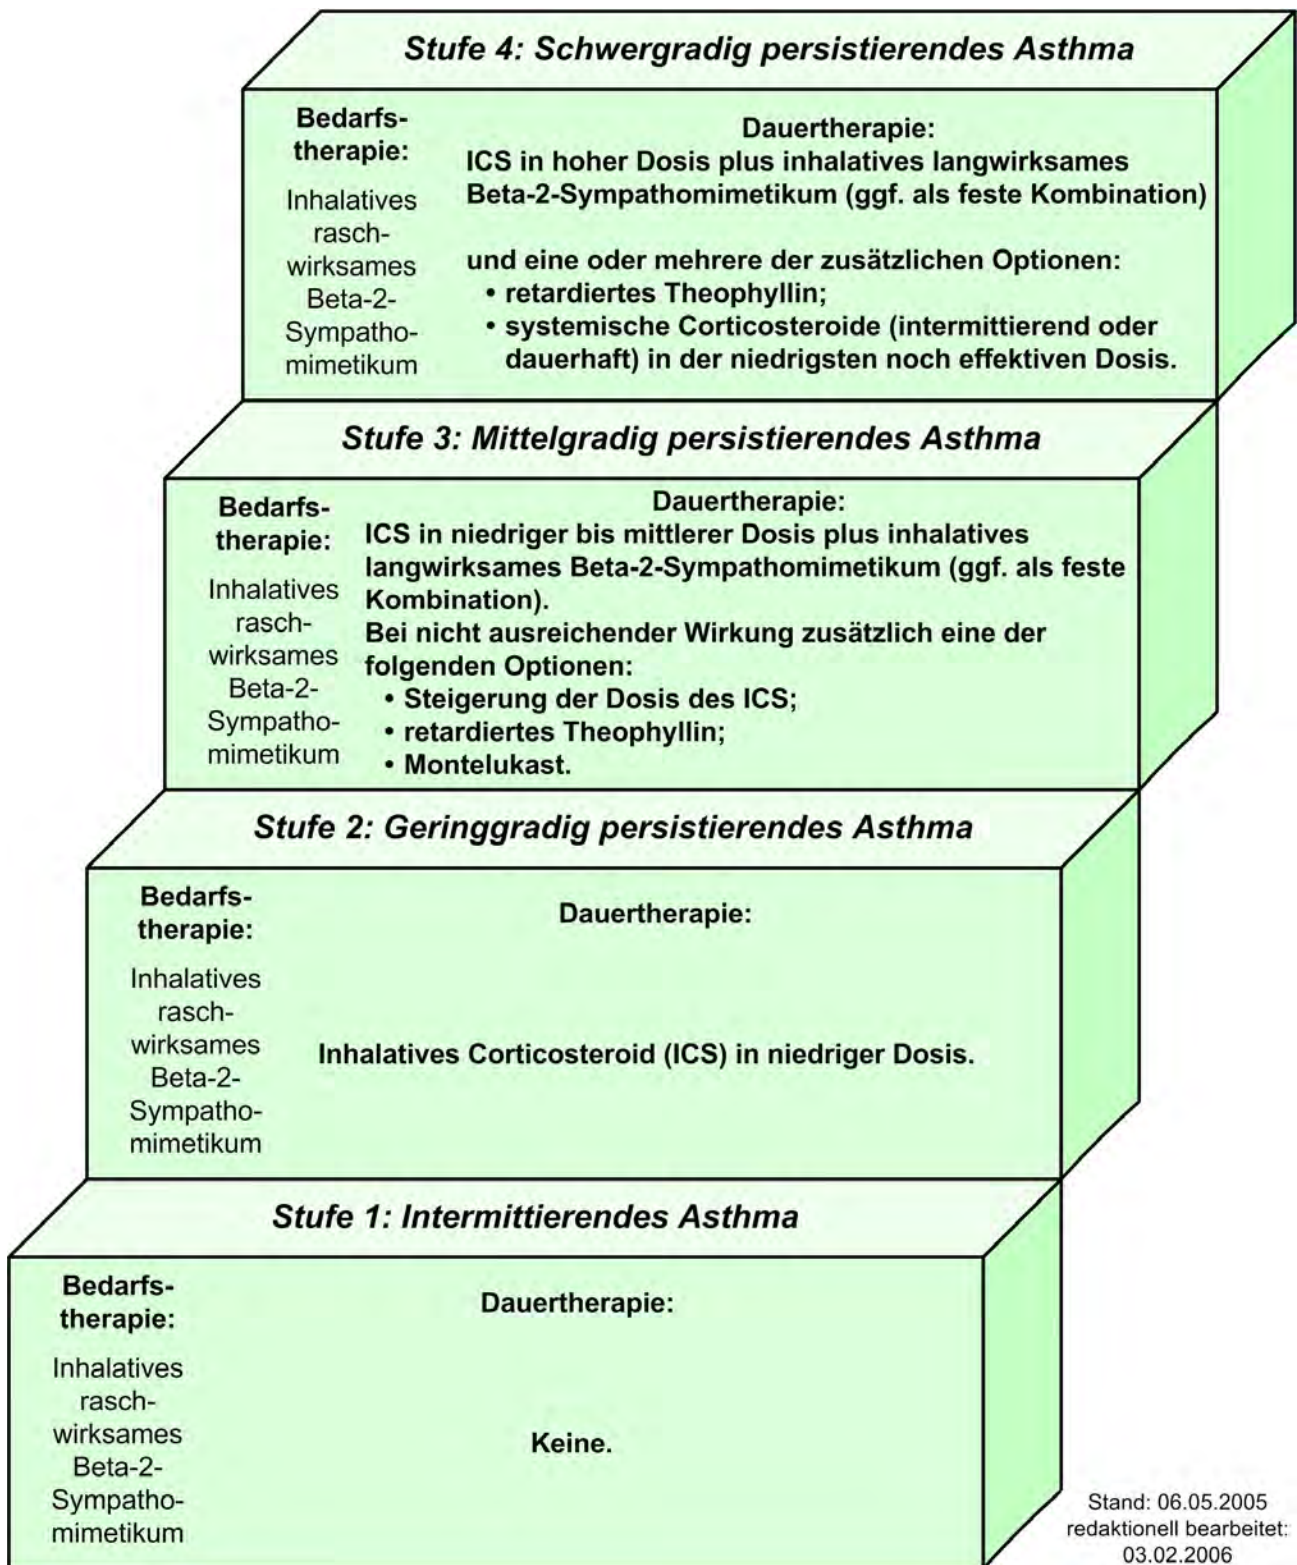 Stufe 4: Schwergradig persistierendes Asthma
Bedarfs-
therapie:
Inhalatives
rasch-
wirksames
Beta-2-
Sympatho-
mimetikum
Dauertherapie:
ICS in hoher Dosis plus inhalatives langwirksames
Beta-2-Sympathomimetikum (ggf. als feste Kombination)
und eine oder mehrere der zusätzlichen Optionen:
• retardiertes Theophyllin;
• systemische Corticosteroide (intermittierend oder
dauerhaft) in der niedrigsten noch effektiven Dosis.
Stufe 3: Mittelgradig persistierendes Asthma
Bedarfs-
therapie:
Inhalatives
rasch-
wirksames
Beta-2-
Sympatho-
mimetikum
Dauertherapie:
ICS in niedriger bis mittlerer Dosis plus inhalatives
langwirksames Beta-2-Sympathomimetikum (ggf. als feste
Kombination).
Bei nicht ausreichender Wirkung zusätzlich eine der
folgenden Optionen:
• Steigerung der Dosis des ICS;
• retardiertes Theophyllin;
• Montelukast.
Stufe 2: Geringgradig persistierendes Asthma
Bedarfs-
therapie:
Inhalatives
rasch-
wirksames
Beta-2-
Sympatho-
mimetikum
Dauertherapie:
Inhalatives Corticosteroid (ICS) in niedriger Dosis.
Stufe 1: Intermittierendes Asthma
Bedarfs-
therapie:
Inhalatives
rasch-
wirksames
Beta-2-
Sympatho-
mimetikum
Dauertherapie:
Keine.
Stand: 06.05.2005
redaktionell bearbeitet:
03.02.2006